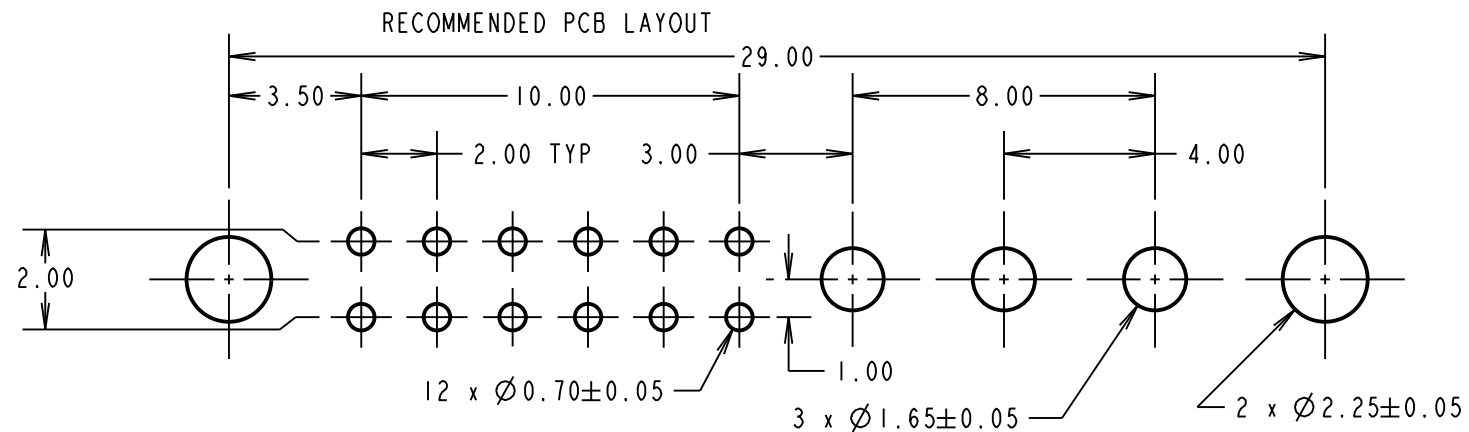 RECOMMENDED PCB LAYOUT
29.00
3.50
10.00
8.00
2.00 TYP
3.00
4.00
2.00
1.00
12 x Ø0.70±0.05
3 x Ø1.65±0.05
2 x Ø2.25±0.05